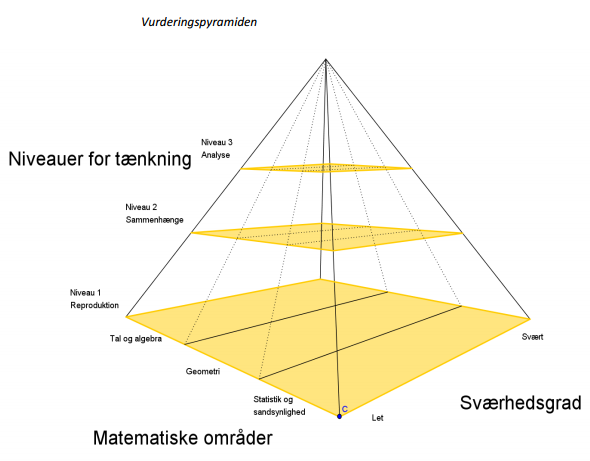 Vurderingspyramiden
Niveau 3
Analyse
Niveauer for tænkning
Niveau 2
Sammenhænge
Niveau 1
Reproduktion
Tal og algebra
Svært
Geometri
Statistik og
sandsynlighed
C
Let
Sværhedsgrad
Matematiske områder